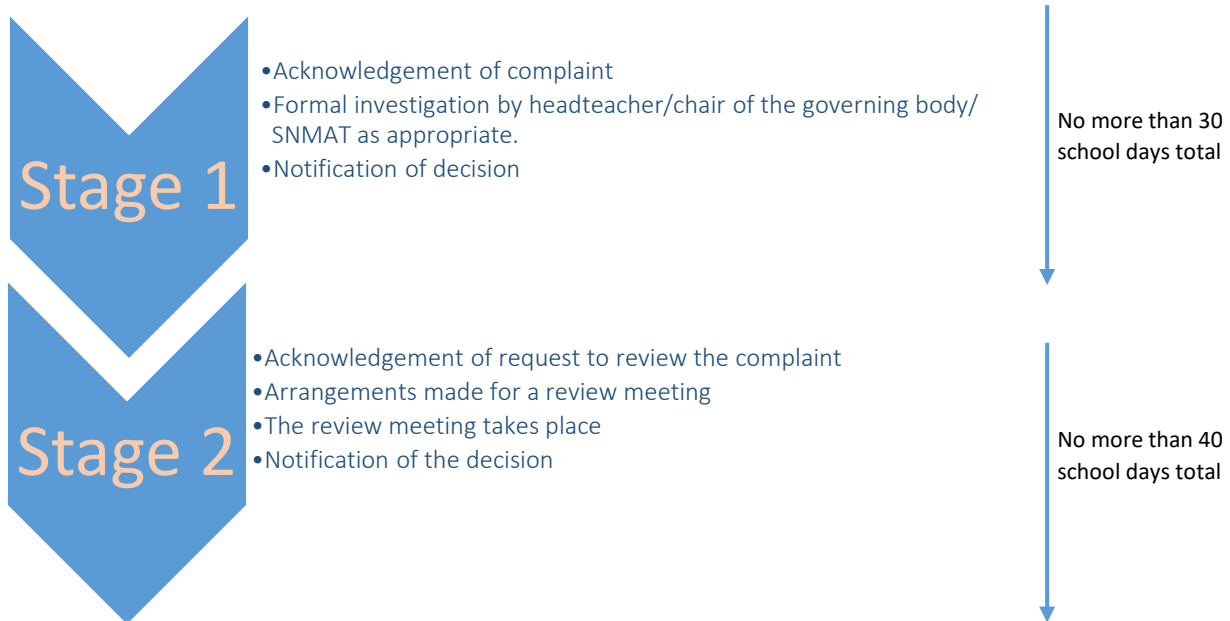 Stage 1
•Acknowledgement of complaint
•Formal investigation by headteacher/chair of the governing body/
SNMAT as appropriate.
•Notification of decision
No more than 30
school days total
Stage 2
•Acknowledgement of request to review the complaint
•Arrangements made for a review meeting
•The review meeting takes place
•Notification of the decision
No more than 40
school days total